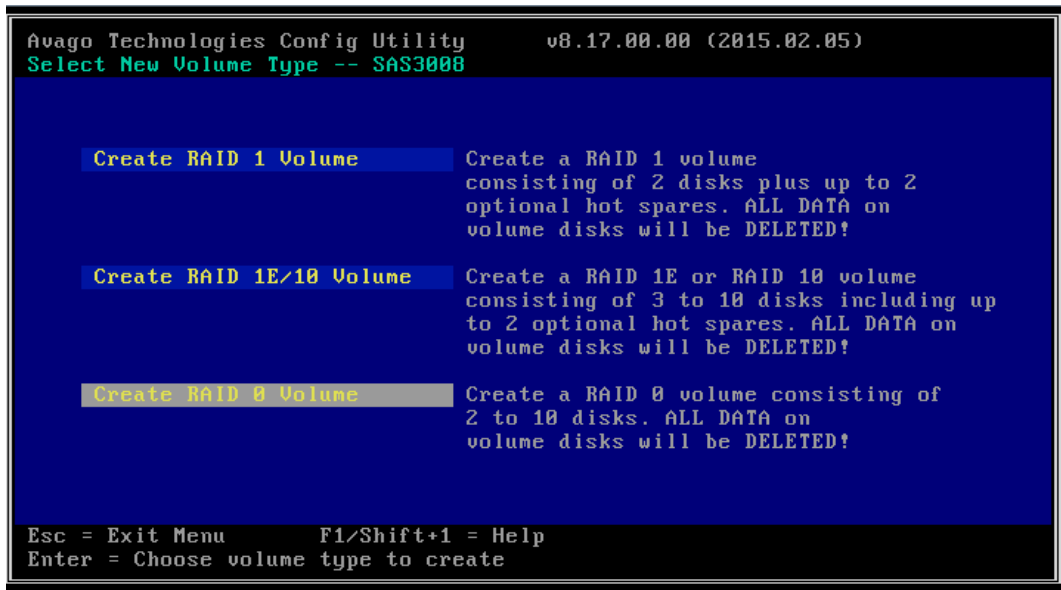 Avago Technologies Config Utility v8.17.00.00 (2015.02.05)
Select New Volume Type -- SAS3008
Create RAID 1 Volume Create a RAID 1 volume
consisting of 2 disks plus up to 2
optional hot spares. ALL DATA on
volume disks will be DELETED!
Create RAID 1E/10 Volume Create a RAID 1E or RAID 10 volume
consisting of 3 to 10 disks including up
to 2 optional hot spares. ALL DATA on
volume disks will be DELETED!
Create RAID 0 Volume Create a RAID 0 volume consisting of
2 to 10 disks. ALL DATA on
volume disks will be DELETED!
Esc = Exit Menu F1/Shift+1 = Help
Enter = Choose volume type to create